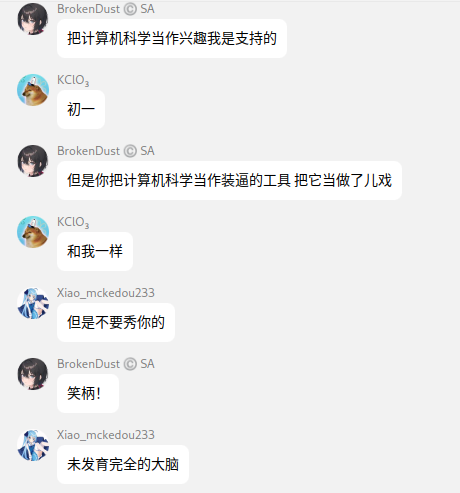 BrokenDust © SA
把计算机科学当作兴趣我是支持的
KClO₃
初一
BrokenDust © SA
但是你把计算机科学当作装逼的工具 把它当做了儿戏
KClO₃
和我一样
Xiao_mckedou233
但是不要秀你的
BrokenDust © SA
笑柄！
Xiao_mckedou233
未发育完全的大脑